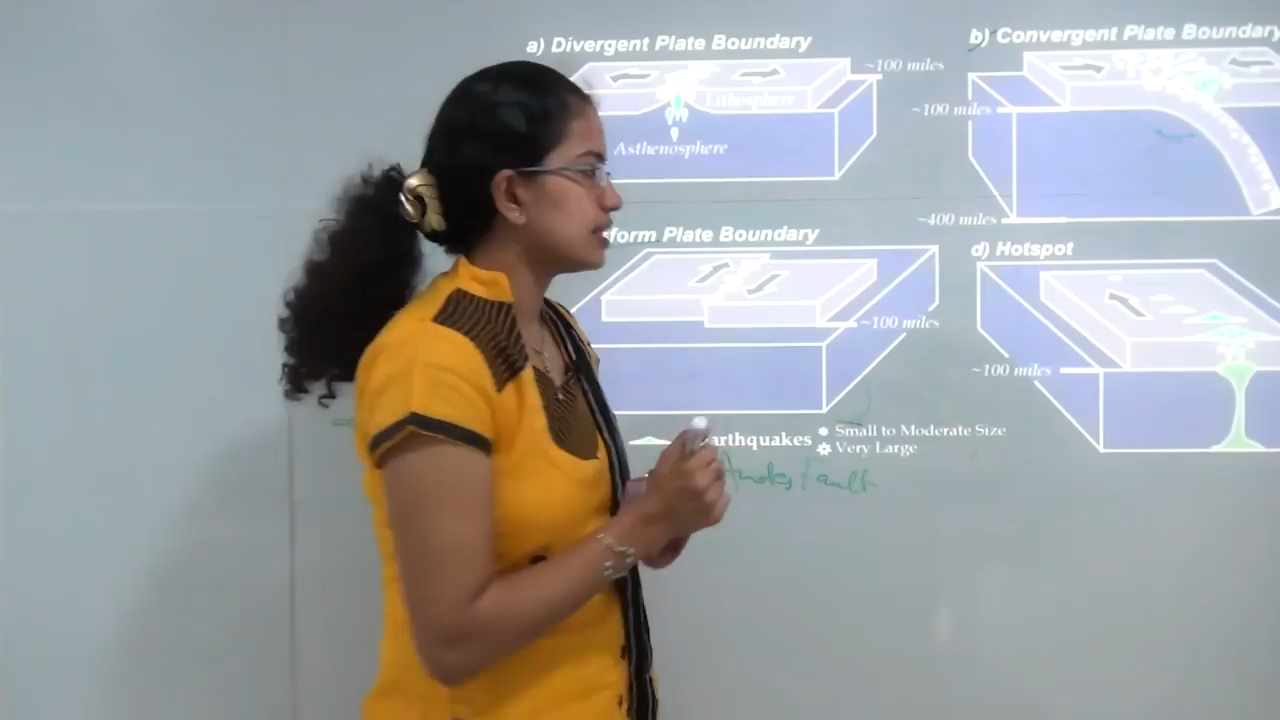 a) Divergent Plate Boundary
~100 miles
Lithosphere
Asthenosphere
b) Convergent Plate Boundary
~100 miles
~400 miles
sform Plate Boundary
~100 miles
d) Hotspot
~100 miles
arthquakes
Small to Moderate Size
Very Large